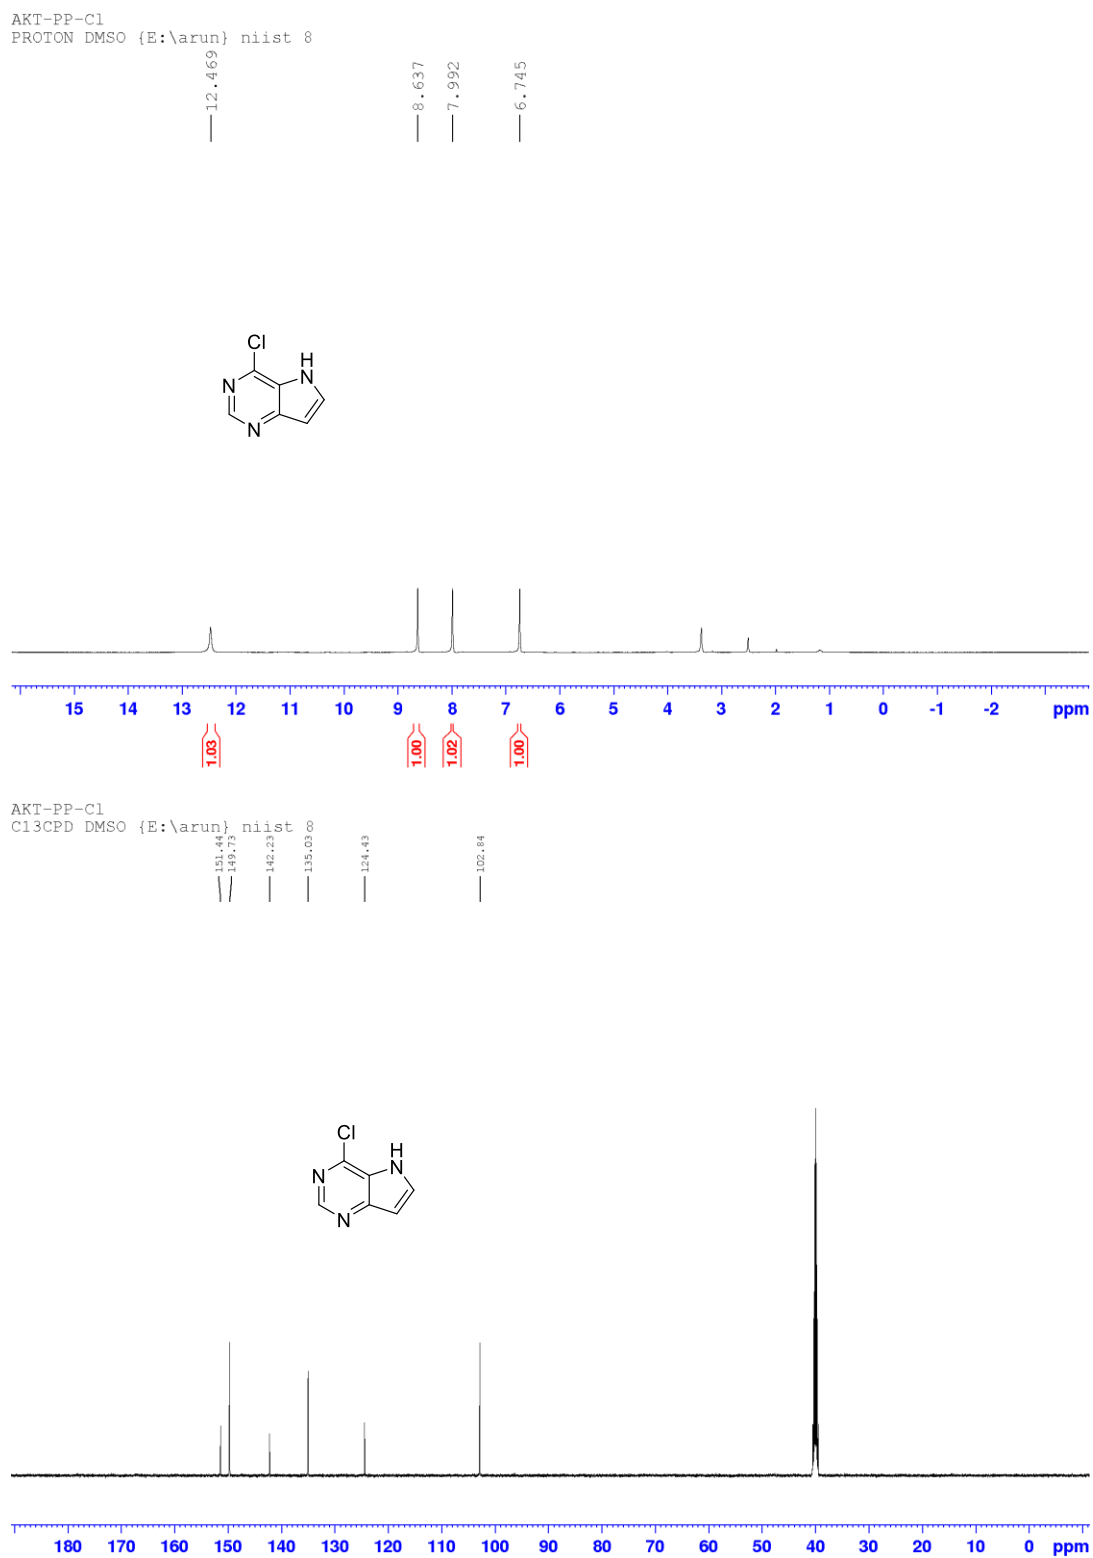 AKT-PP-Cl
PROTON DMSO {E:\arun} niist 8
12.469
8.637
7.992
6.745
Cl
H
N
N
N
15 14 13 12 11 10 9 8 7 6 5 4 3 2 1 0 -1 -2 ppm
1.03
1.00
1.02
1.00
AKT-PP-Cl
C13CPD DMSO {E:\arun} niist 8
151.44
149.73
142.23
135.03
124.43
102.84
Cl
H
N
N
N
180 170 160 150 140 130 120 110 100 90 80 70 60 50 40 30 20 10 0 ppm